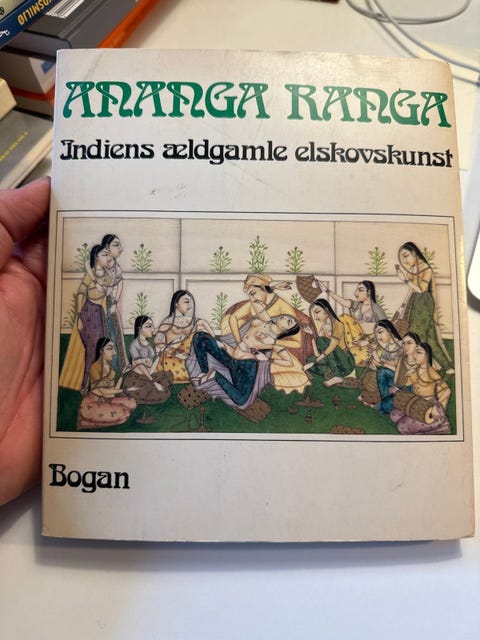 ANANGA RANGA
Indiens ældgamle elskovskunst
Bogan